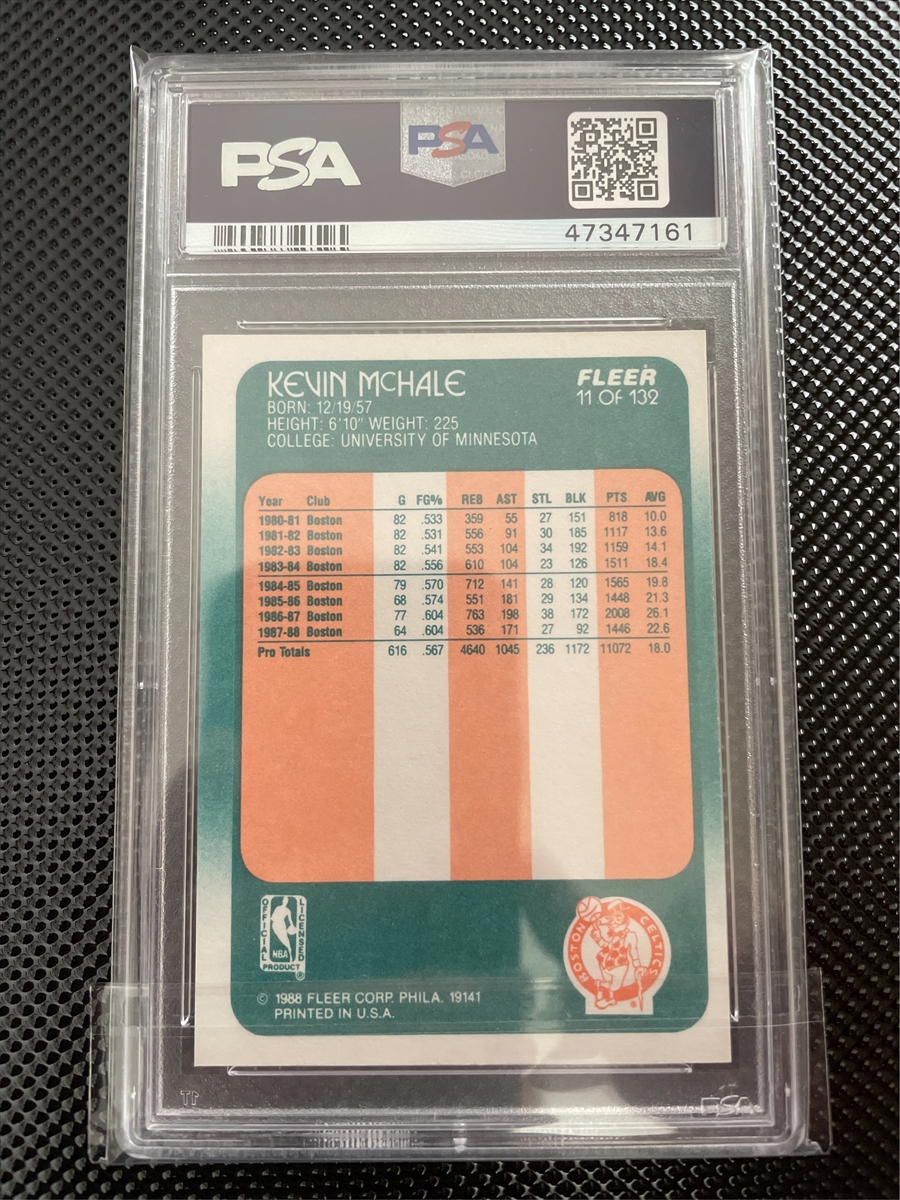 PSA
PSA
47347161
KEVIN McHALE
FLEER
11 OF 132
BORN: 12/19/57
HEIGHT: 6'10" WEIGHT: 225
COLLEGE: UNIVERSITY OF MINNESOTA
Year Club G FG% REB AST STL BLK PTS AVG
1980-81 Boston 82 .533 359 55 27 151 818 10.0
1981-82 Boston 82 .531 556 91 30 185 1117 13.6
1982-83 Boston 82 .541 553 104 34 192 1159 14.1
1983-84 Boston 82 .556 610 104 23 126 1511 18.4
1984-85 Boston 79 .570 712 141 28 120 1565 19.8
1985-86 Boston 68 .574 551 181 29 134 1448 21.3
1986-87 Boston 77 .604 763 198 38 172 2008 26.1
1987-88 Boston 64 .604 536 171 27 92 1446 22.6
Pro Totals 616 .567 4640 1045 236 1172 11072 18.0
OFFICIAL LICENSED
NBA
PRODUCT ®
BOSTON CELTICS
© 1988 FLEER CORP. PHILA. 19141
PRINTED IN U.S.A.
PSA